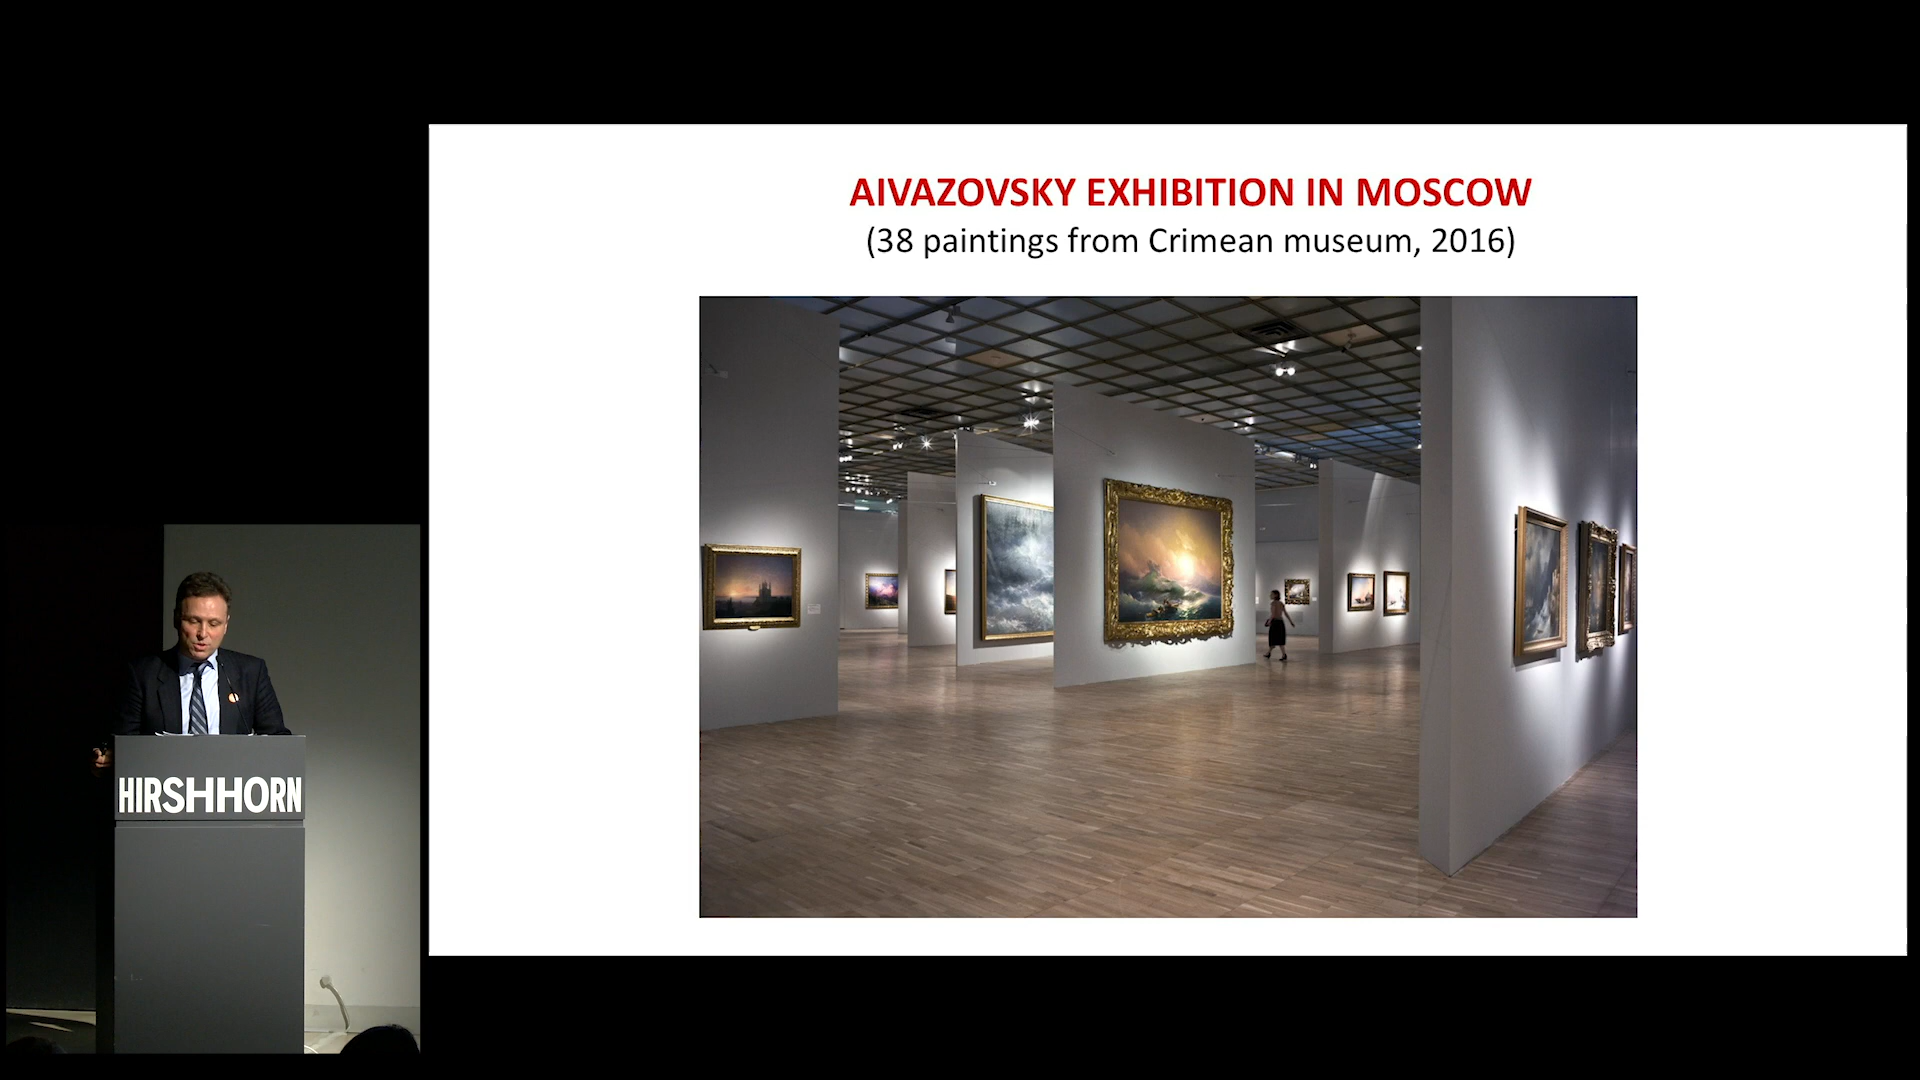 AIVAZOVSKY EXHIBITION IN MOSCOW
(38 paintings from Crimean museum, 2016)
HIRSHHORN